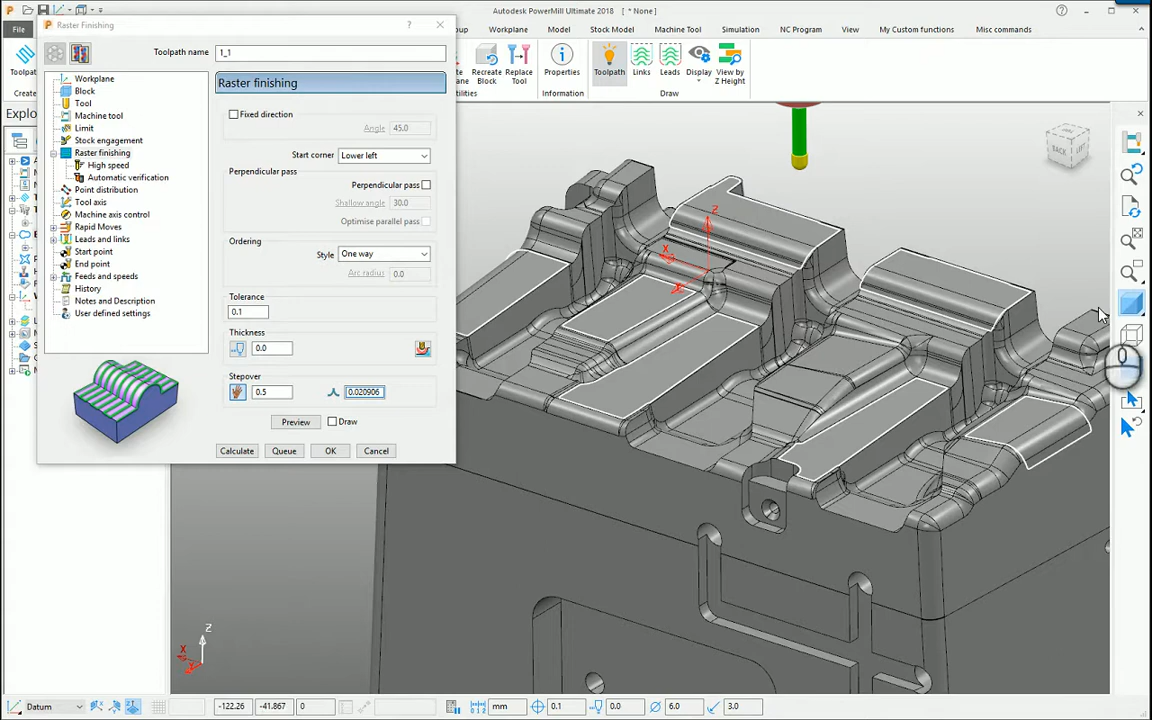 Autodesk PowerMill Ultimate 2018 [ * None ]
File
oup
Workplane
Model
Stock Model
Machine Tool
NC Program
View
My Custom functions
Misc commands
Toolpat
Create
Recreate Block
Replace Tool
Properties
Information
Toolpath
Links
Leads
Display
View by Z Height
Draw
Explo
Raster Finishing
?
Toolpath name
1_1
Workplane
Block
Tool
Machine tool
Limit
Stock engagement
Raster finishing
High speed
Automatic verification
Point distribution
Tool axis
Machine axis control
Rapid Moves
Leads and links
Start point
End point
Feeds and speeds
History
Notes and Description
User defined settings
Raster finishing
Fixed direction
Angle 45.0
Start corner Lower left
Perpendicular pass
Perpendicular pass
Shallow angle 30.0
Optimise parallel pass
Ordering
Style One way
Arc radius 0.0
Tolerance
0.1
Thickness
0.0
Stepover
0.5 0.020906
Preview Draw
Calculate Queue OK Cancel
BACK LEFT
Z
X
Z
X
Datum
-122.26 -41.867 0
mm 0.1 0.0 6.0 3.0